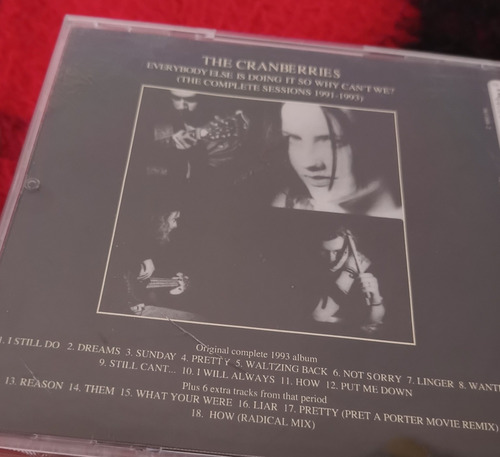 THE CRANBERRIES
EVERYBODY ELSE IS DOING IT SO WHY CAN'T WE?
(THE COMPLETE SESSIONS 1991-1993)
Original complete 1993 album
1. I STILL DO 2. DREAMS 3. SUNDAY 4. PRETTY 5. WALTZING BACK 6. NOT SORRY 7. LINGER 8. WANT
9. STILL CANT... 10. I WILL ALWAYS 11. HOW 12. PUT ME DOWN
Plus 6 extra tracks from that period
13. REASON 14. THEM 15. WHAT YOUR WERE 16. LIAR 17. PRETTY (PRET A PORTER MOVIE REMIX)
18. HOW (RADICAL MIX)